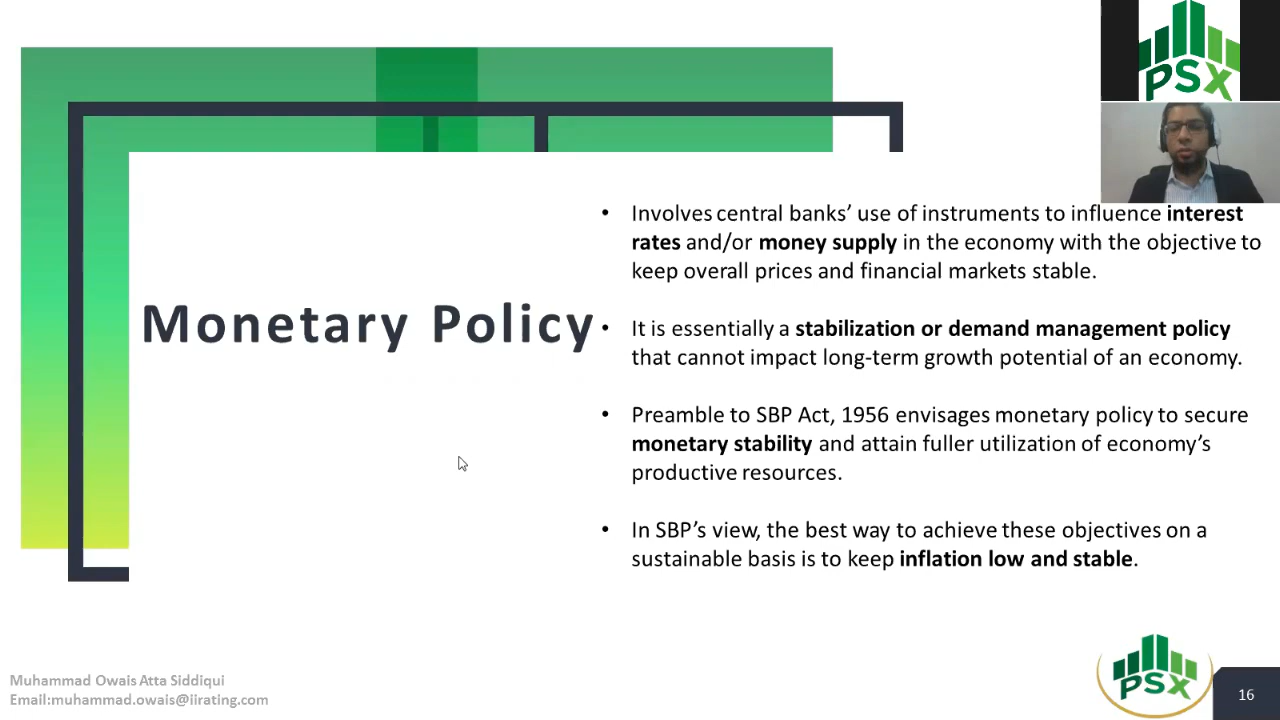 PSX
Monetary Policy
• Involves central banks’ use of instruments to influence interest
rates and/or money supply in the economy with the objective to
keep overall prices and financial markets stable.
• It is essentially a stabilization or demand management policy
that cannot impact long-term growth potential of an economy.
• Preamble to SBP Act, 1956 envisages monetary policy to secure
monetary stability and attain fuller utilization of economy’s
productive resources.
• In SBP’s view, the best way to achieve these objectives on a
sustainable basis is to keep inflation low and stable.
Muhammad Owais Atta Siddiqui
Email:muhammad.owais@iirating.com
PSX
16